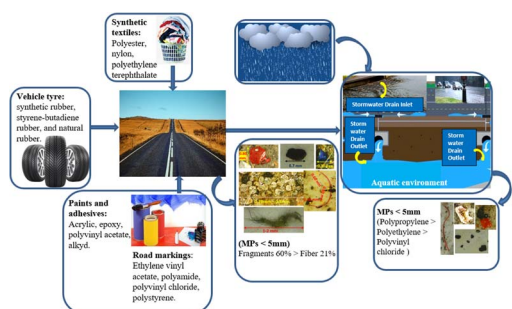 Synthetic
textiles:
Polyester,
nylon,
polyethylene
terephthalate
Vehicle tyre:
synthetic rubber,
styrene-butadiene
rubber, and natural
rubber.
Paints and
adhesives:
Acrylic, epoxy,
polyvinyl acetate,
alkyd.
Road markings:
Ethylene vinyl
acetate, polyamide,
polyvinyl chloride,
polystyrene.
(MPs < 5mm)
Fragments 60% > Fiber 21%
Stormwater Drain Inlet
Storm
water
Drain
Outlet
Storm
water
Drain
Outlet
Aquatic environment
MPs < 5mm
(Polypropylene >
Polyethylene >
Polyvinyl
chloride )